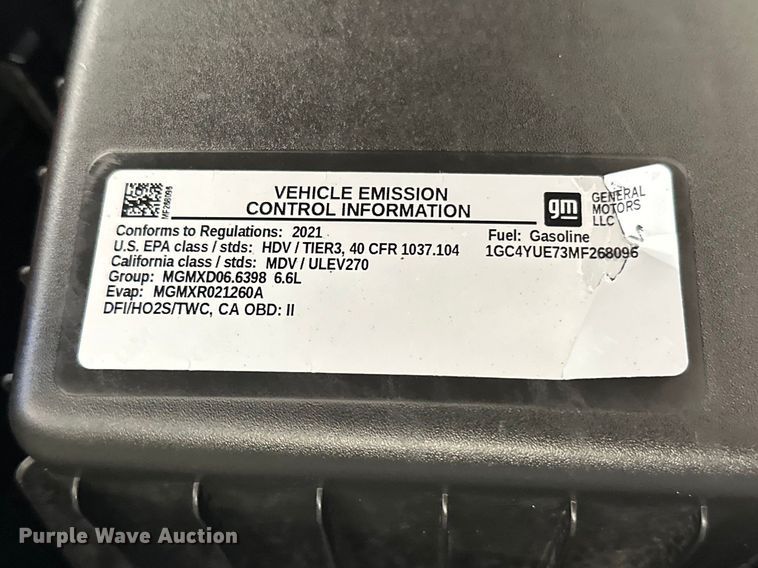 MF268096
VEHICLE EMISSION
CONTROL INFORMATION
gm
GENERAL
MOTORS
LLC
Conforms to Regulations: 2021
Fuel: Gasoline
U.S. EPA class / stds: HDV / TIER3, 40 CFR 1037.104
1GC4YUE73MF268096
California class / stds: MDV / ULEV270
Group: MGMXD06.6398 6.6L
Evap: MGMXR021260A
DFI/HO2S/TWC, CA OBD: II
Purple Wave Auction